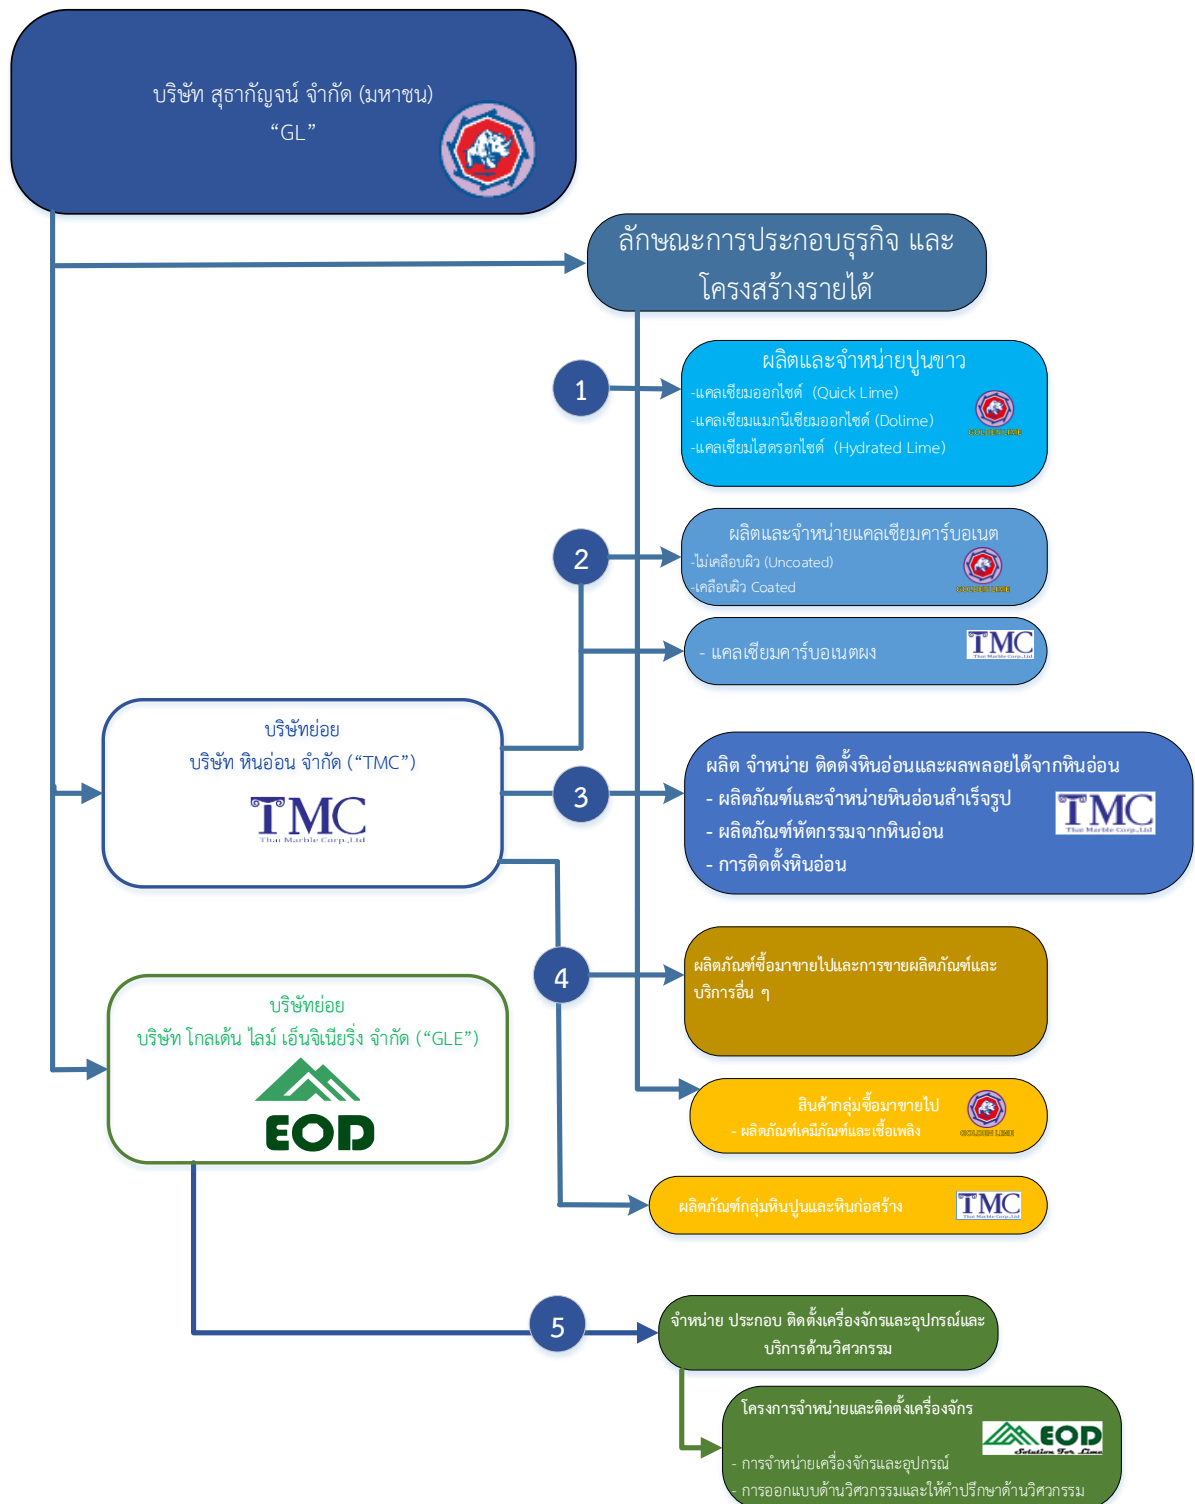 บริษัท สุธากัญจน์ จำกัด (มหาชน)
“GL”
ลักษณะการประกอบธุรกิจ และ
โครงสร้างรายได้
1
ผลิตและจำหน่ายปูนขาว
-แคลเซียมออกไซด์ (Quick Lime)
-แคลเซียมแมกนีเซียมออกไซด์ (Dolime)
-แคลเซียมไฮดรอกไซด์ (Hydrated Lime)
GOLDEN LIME
2
ผลิตและจำหน่ายแคลเซียมคาร์บอเนต
-ไม่เคลือบผิว (Uncoated)
-เคลือบผิว Coated
GOLDEN LIME
- แคลเซียมคาร์บอเนตผง
TMC
Thai Marble Corp.,Ltd
บริษัทย่อย
บริษัท หินอ่อน จำกัด (“TMC”)
TMC
Thai Marble Corp.,Ltd
3
ผลิต จำหน่าย ติดตั้งหินอ่อนและผลพลอยได้จากหินอ่อน
- ผลิตภัณฑ์และจำหน่ายหินอ่อนสำเร็จรูป
- ผลิตภัณฑ์หัตกรรมจากหินอ่อน
- การติดตั้งหินอ่อน
TMC
Thai Marble Corp.,Ltd
4
ผลิตภัณฑ์ซื้อมาขายไปและการขายผลิตภัณฑ์และ
บริการอื่น ๆ
บริษัทย่อย
บริษัท โกลเด้น ไลม์ เอ็นจิเนียริ่ง จำกัด (“GLE”)
EOD
สินค้ากลุ่มซื้อมาขายไป
- ผลิตภัณฑ์เคมีภัณฑ์และเชื้อเพลิง
GOLDEN LIME
ผลิตภัณฑ์กลุ่มหินปูนและหินก่อสร้าง
TMC
Thai Marble Corp.,Ltd
5
จำหน่าย ประกอบ ติดตั้งเครื่องจักรและอุปกรณ์และ
บริการด้านวิศวกรรม
โครงการจำหน่ายและติดตั้งเครื่องจักร
EOD
Solution For Lime
- การจำหน่ายเครื่องจักรและอุปกรณ์
- การออกแบบด้านวิศวกรรมและให้คำปรึกษาด้านวิศวกรรม